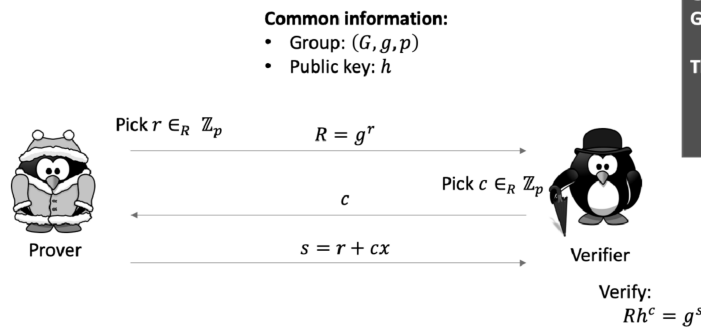 Common information:
• Group: (G, g, p)
• Public key: h
G
T
Pick r ∈_R ℤ_p
R = g^r
Pick c ∈_R ℤ_p
c
s = r + cx
Prover
Verifier
Verify:
Rh^c = g^s